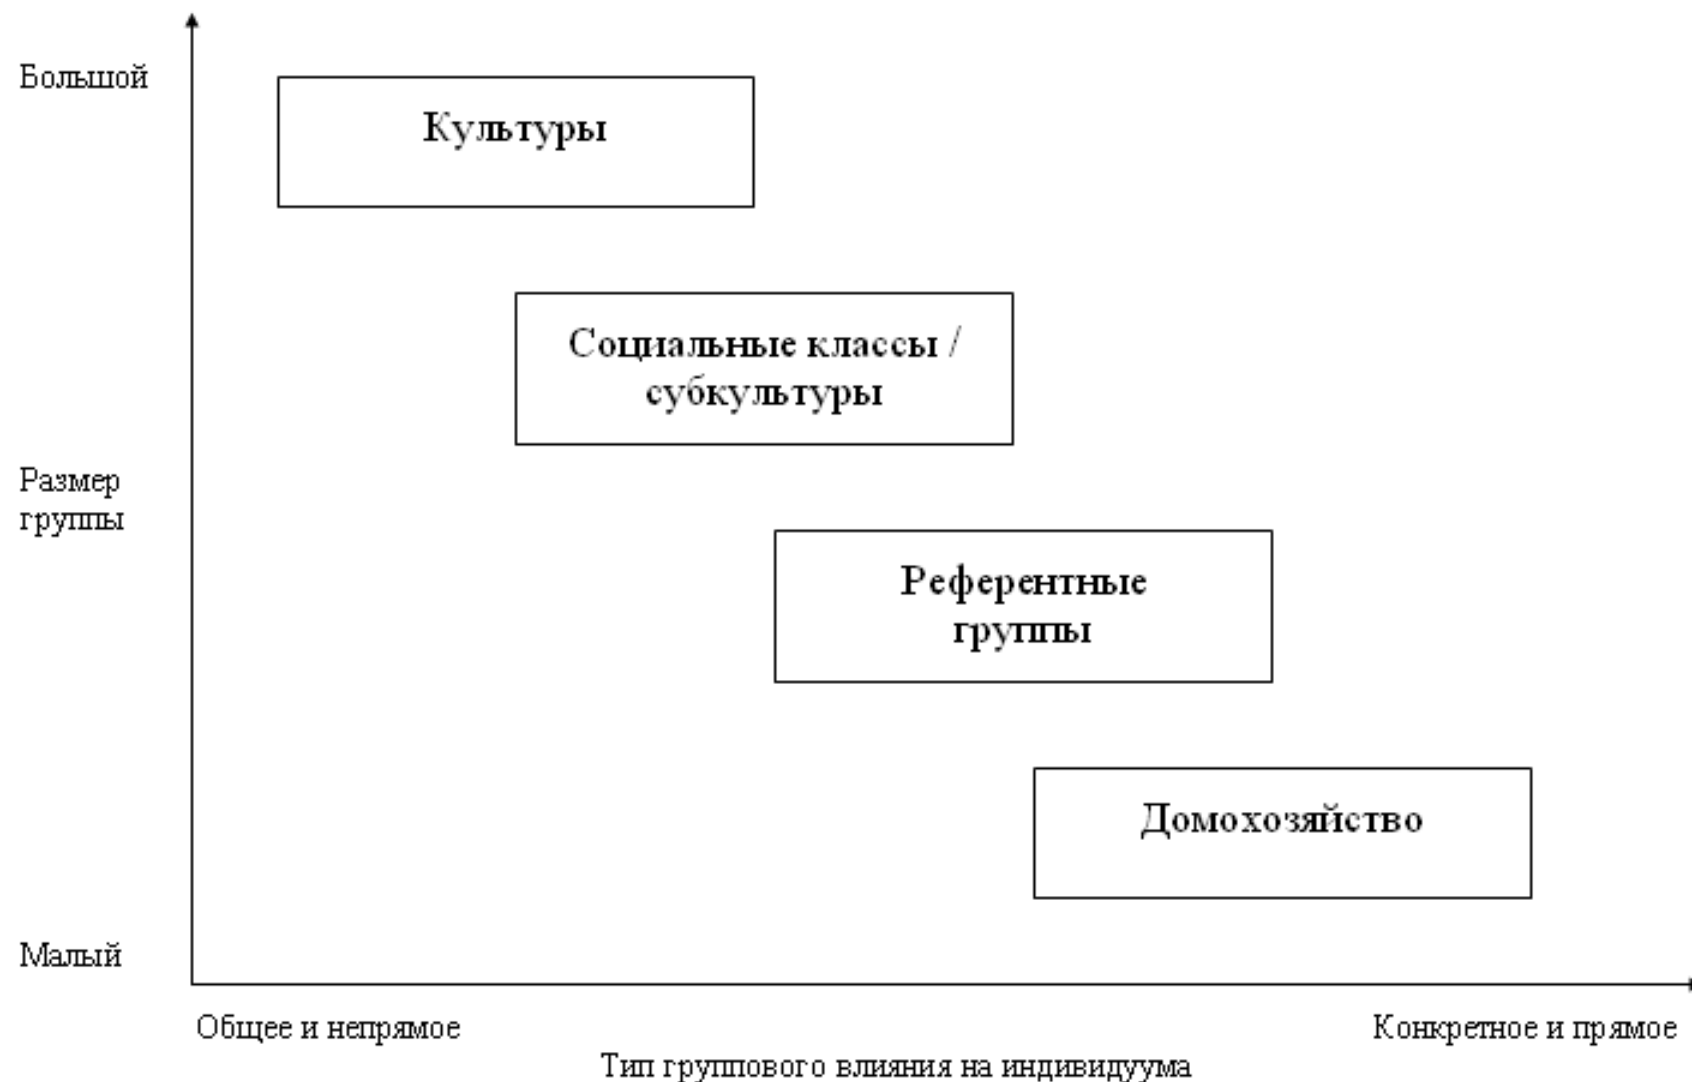 Большой
Культуры
Социальные классы /
субкультуры
Размер
группы
Референтные
группы
Домохозяйство
Малый
Общее и непрямое
Конкретное и прямое
Тип группового влияния на индивидуума